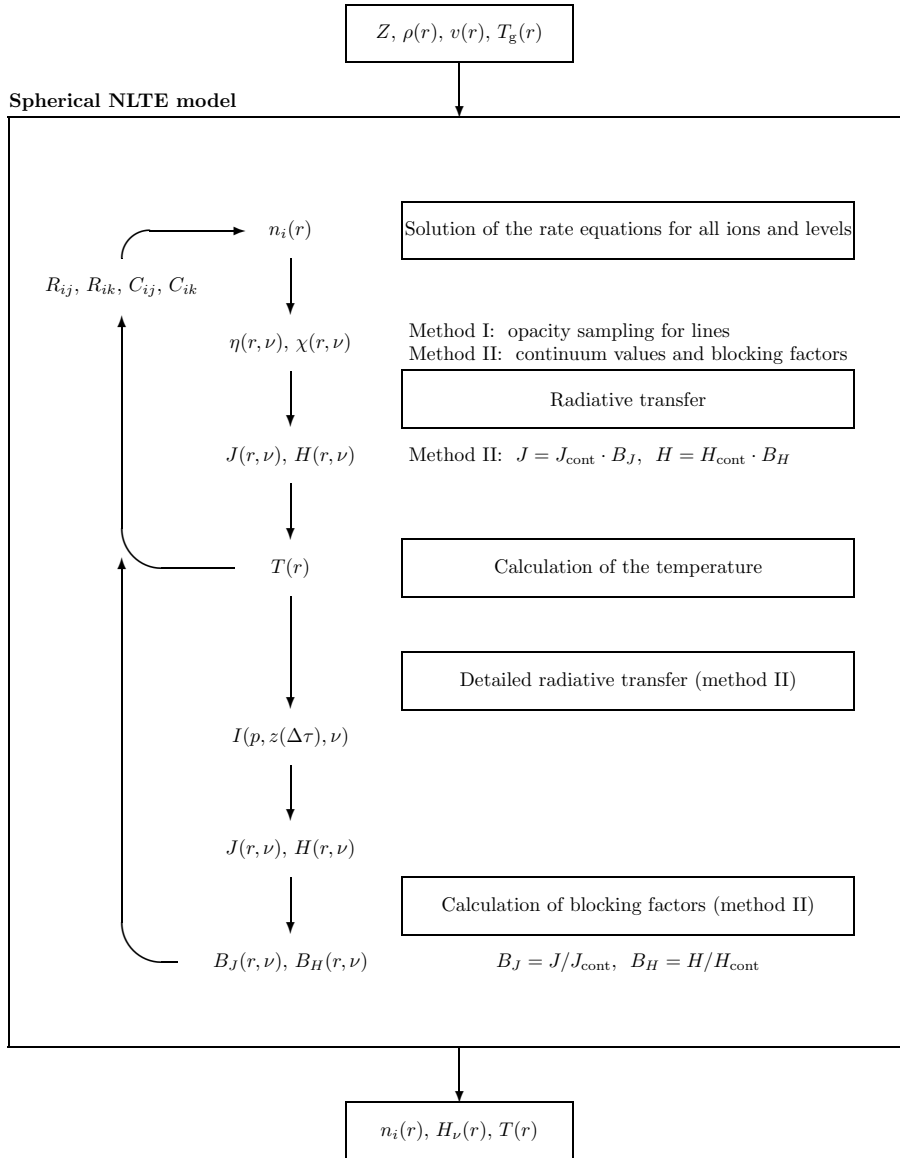 Z, ρ(r), v(r), T_g(r)
Spherical NLTE model
n_i(r)
Solution of the rate equations for all ions and levels
R_ij, R_ik, C_ij, C_ik
η(r, ν), χ(r, ν)
Method I: opacity sampling for lines
Method II: continuum values and blocking factors
Radiative transfer
J(r, ν), H(r, ν)
Method II: J = J_cont · B_J, H = H_cont · B_H
T(r)
Calculation of the temperature
Detailed radiative transfer (method II)
I(p, z(Δτ), ν)
J(r, ν), H(r, ν)
Calculation of blocking factors (method II)
B_J(r, ν), B_H(r, ν)
B_J = J/J_cont, B_H = H/H_cont
n_i(r), H_ν(r), T(r)